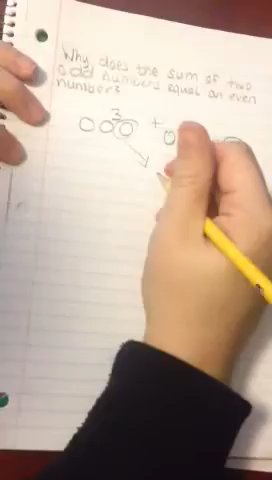 Why does the sum of two
odd numbers equal an even
number?
3
+